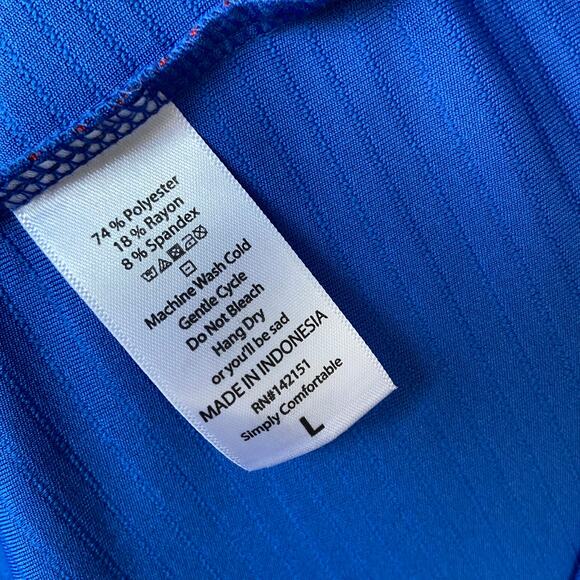 74 % Polyester
18 % Rayon
8 % Spandex
Machine Wash Cold
Gentle Cycle
Do Not Bleach
Hang Dry
or you'll be sad
MADE IN INDONESIA
RN#142151
Simply Comfortable
L